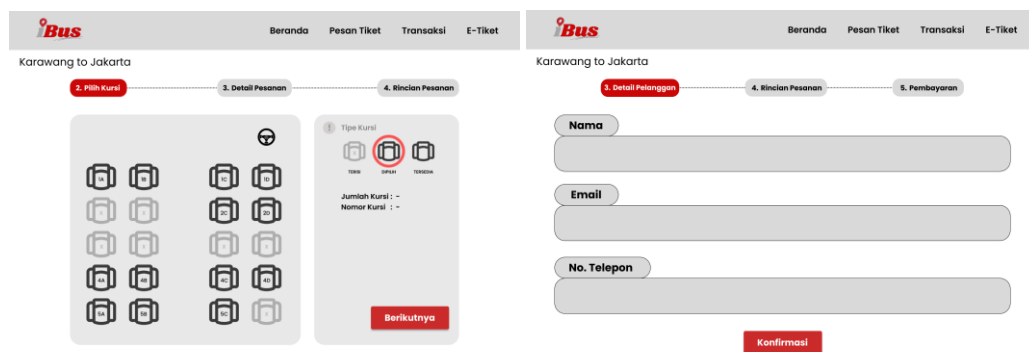 iBus
Beranda Pesan Tiket Transaksi E-Tiket
Karawang to Jakarta
2. Pilih Kursi
3. Detail Pesanan
4. Rincian Pesanan
! Tipe Kursi
TERISI DIPILIH TERSEDIA
Jumlah Kursi : -
Nomor Kursi : -
1A 1B 1C 1D
2C 2D
4A 4B 4C 4D
5A 5B 5C
Berikutnya
iBus
Beranda Pesan Tiket Transaksi E-Tiket
Karawang to Jakarta
3. Detail Pelanggan
4. Rincian Pesanan
5. Pembayaran
Nama
Email
No. Telepon
Konfirmasi